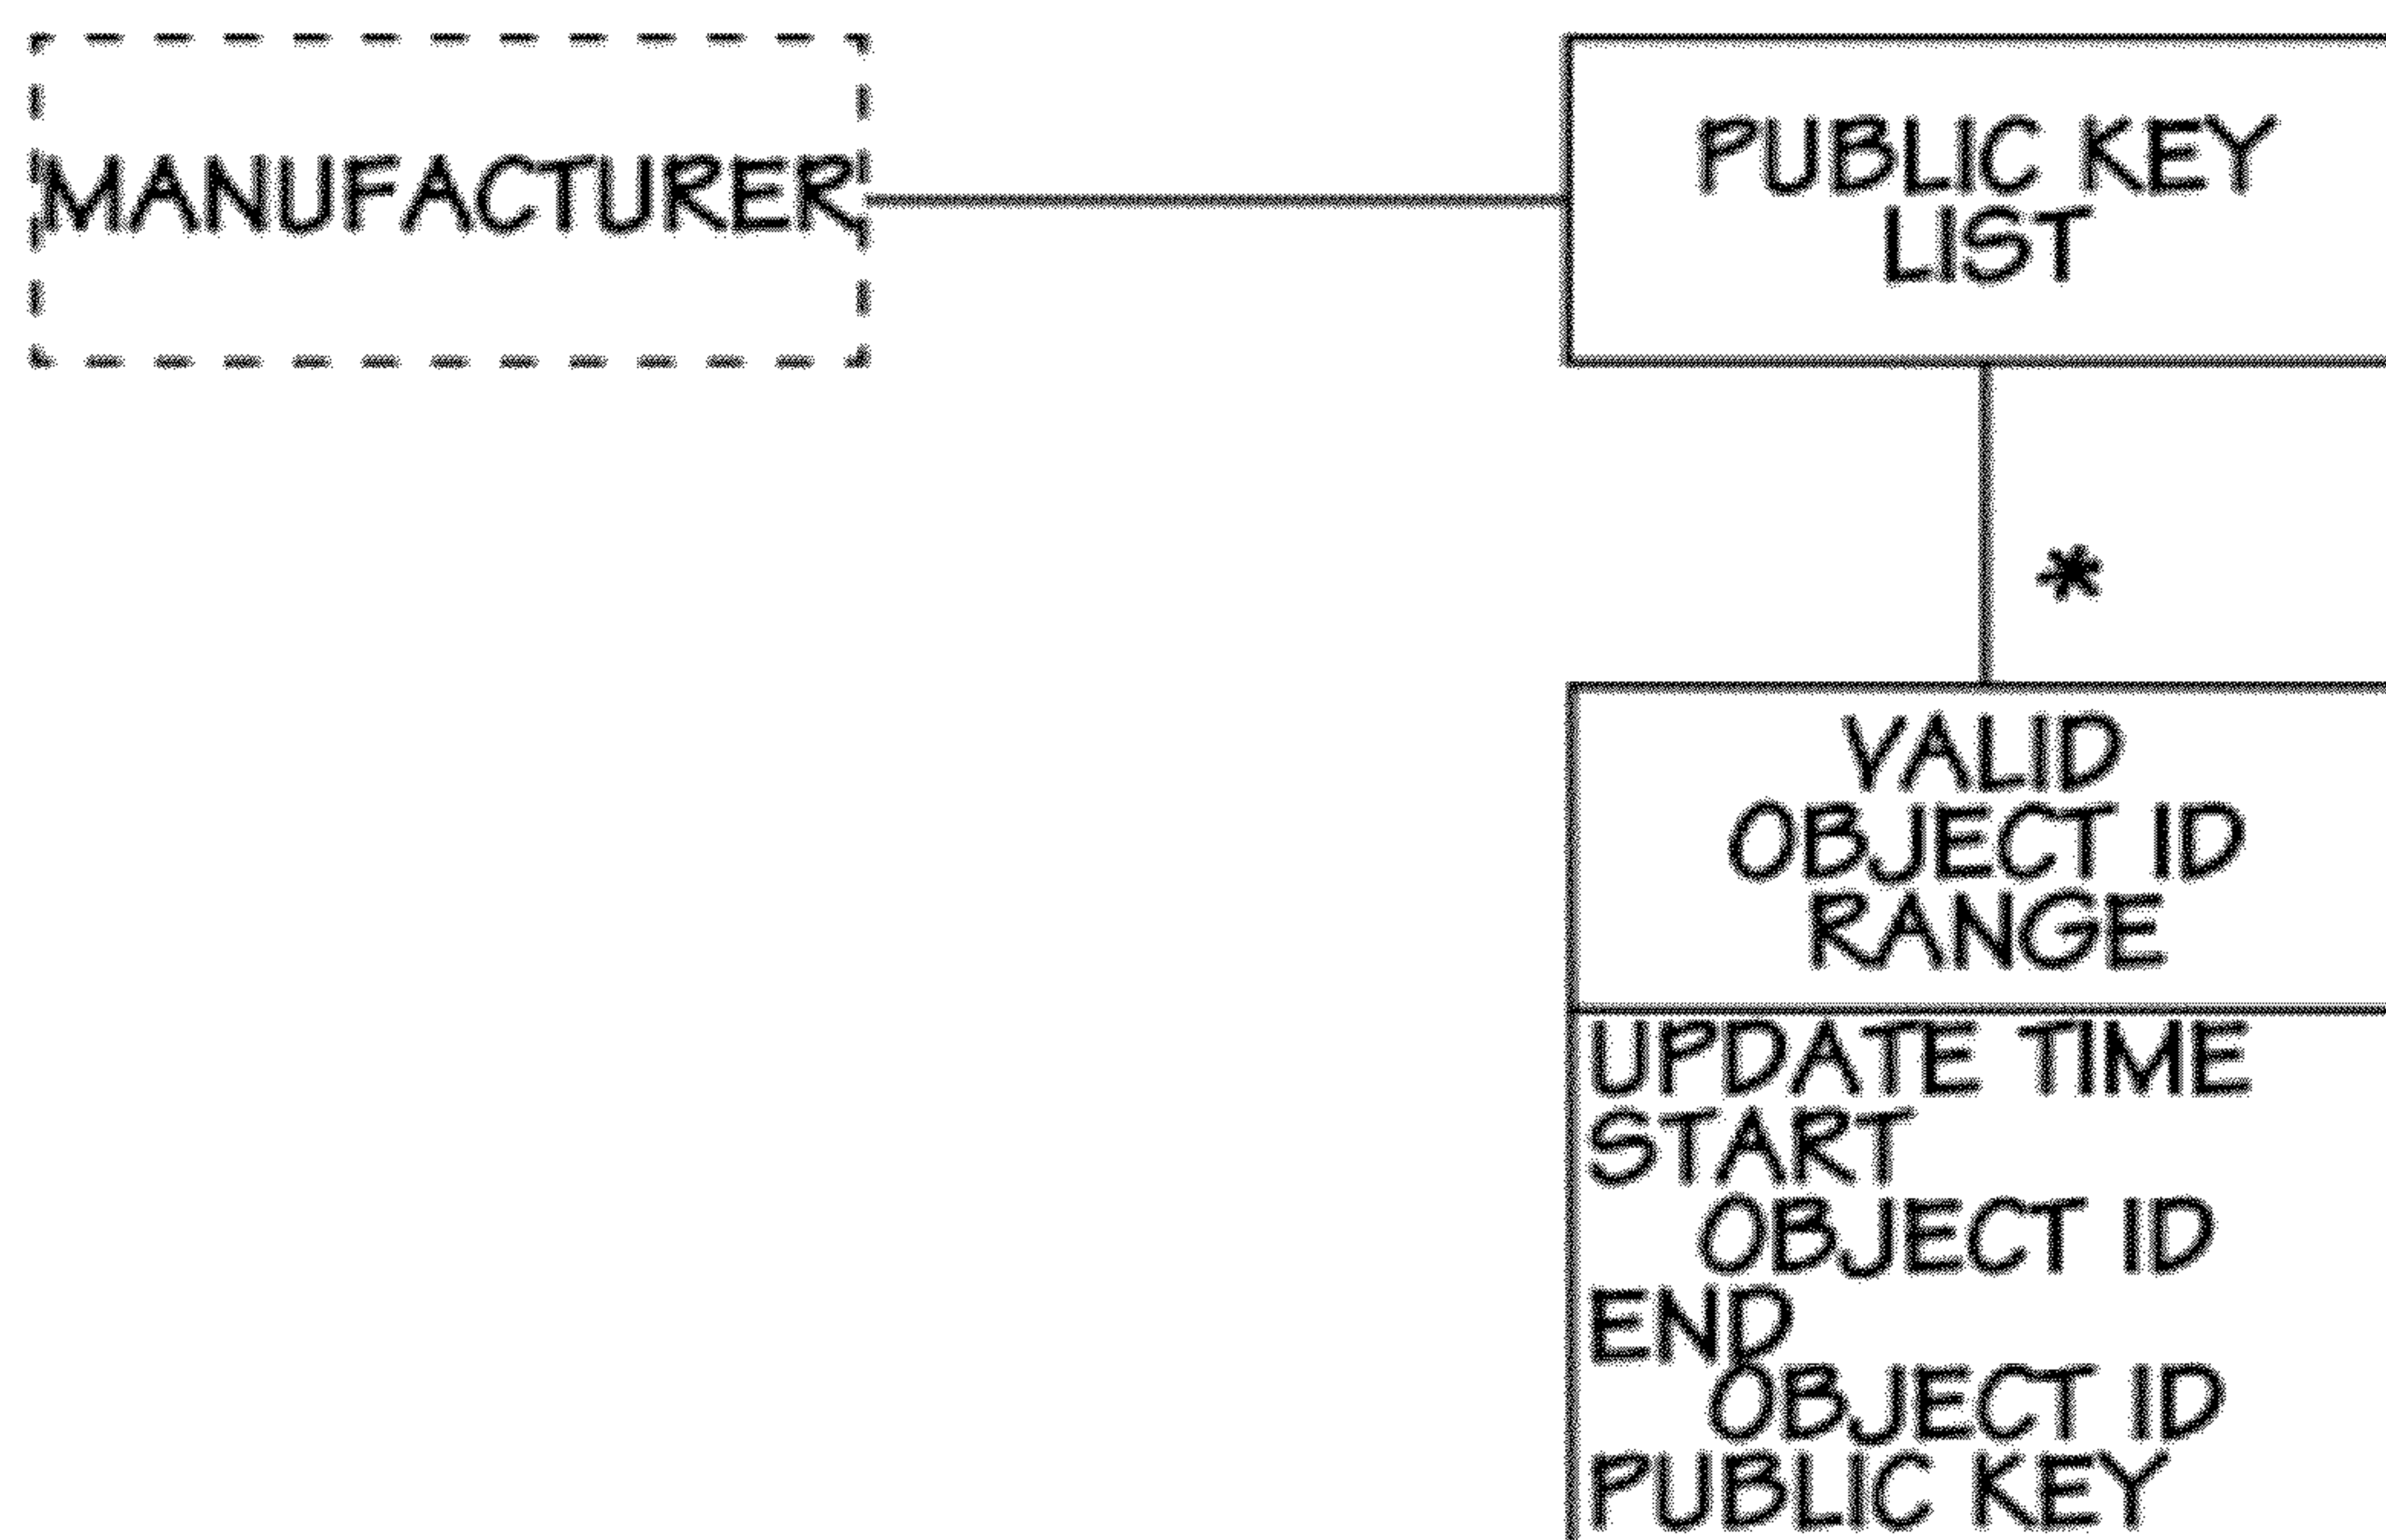 MANUFACTURER
PUBLIC KEY
LIST
*
VALID
OBJECT ID
RANGE
UPDATE TIME
START
OBJECT ID
END
OBJECT ID
PUBLIC KEY